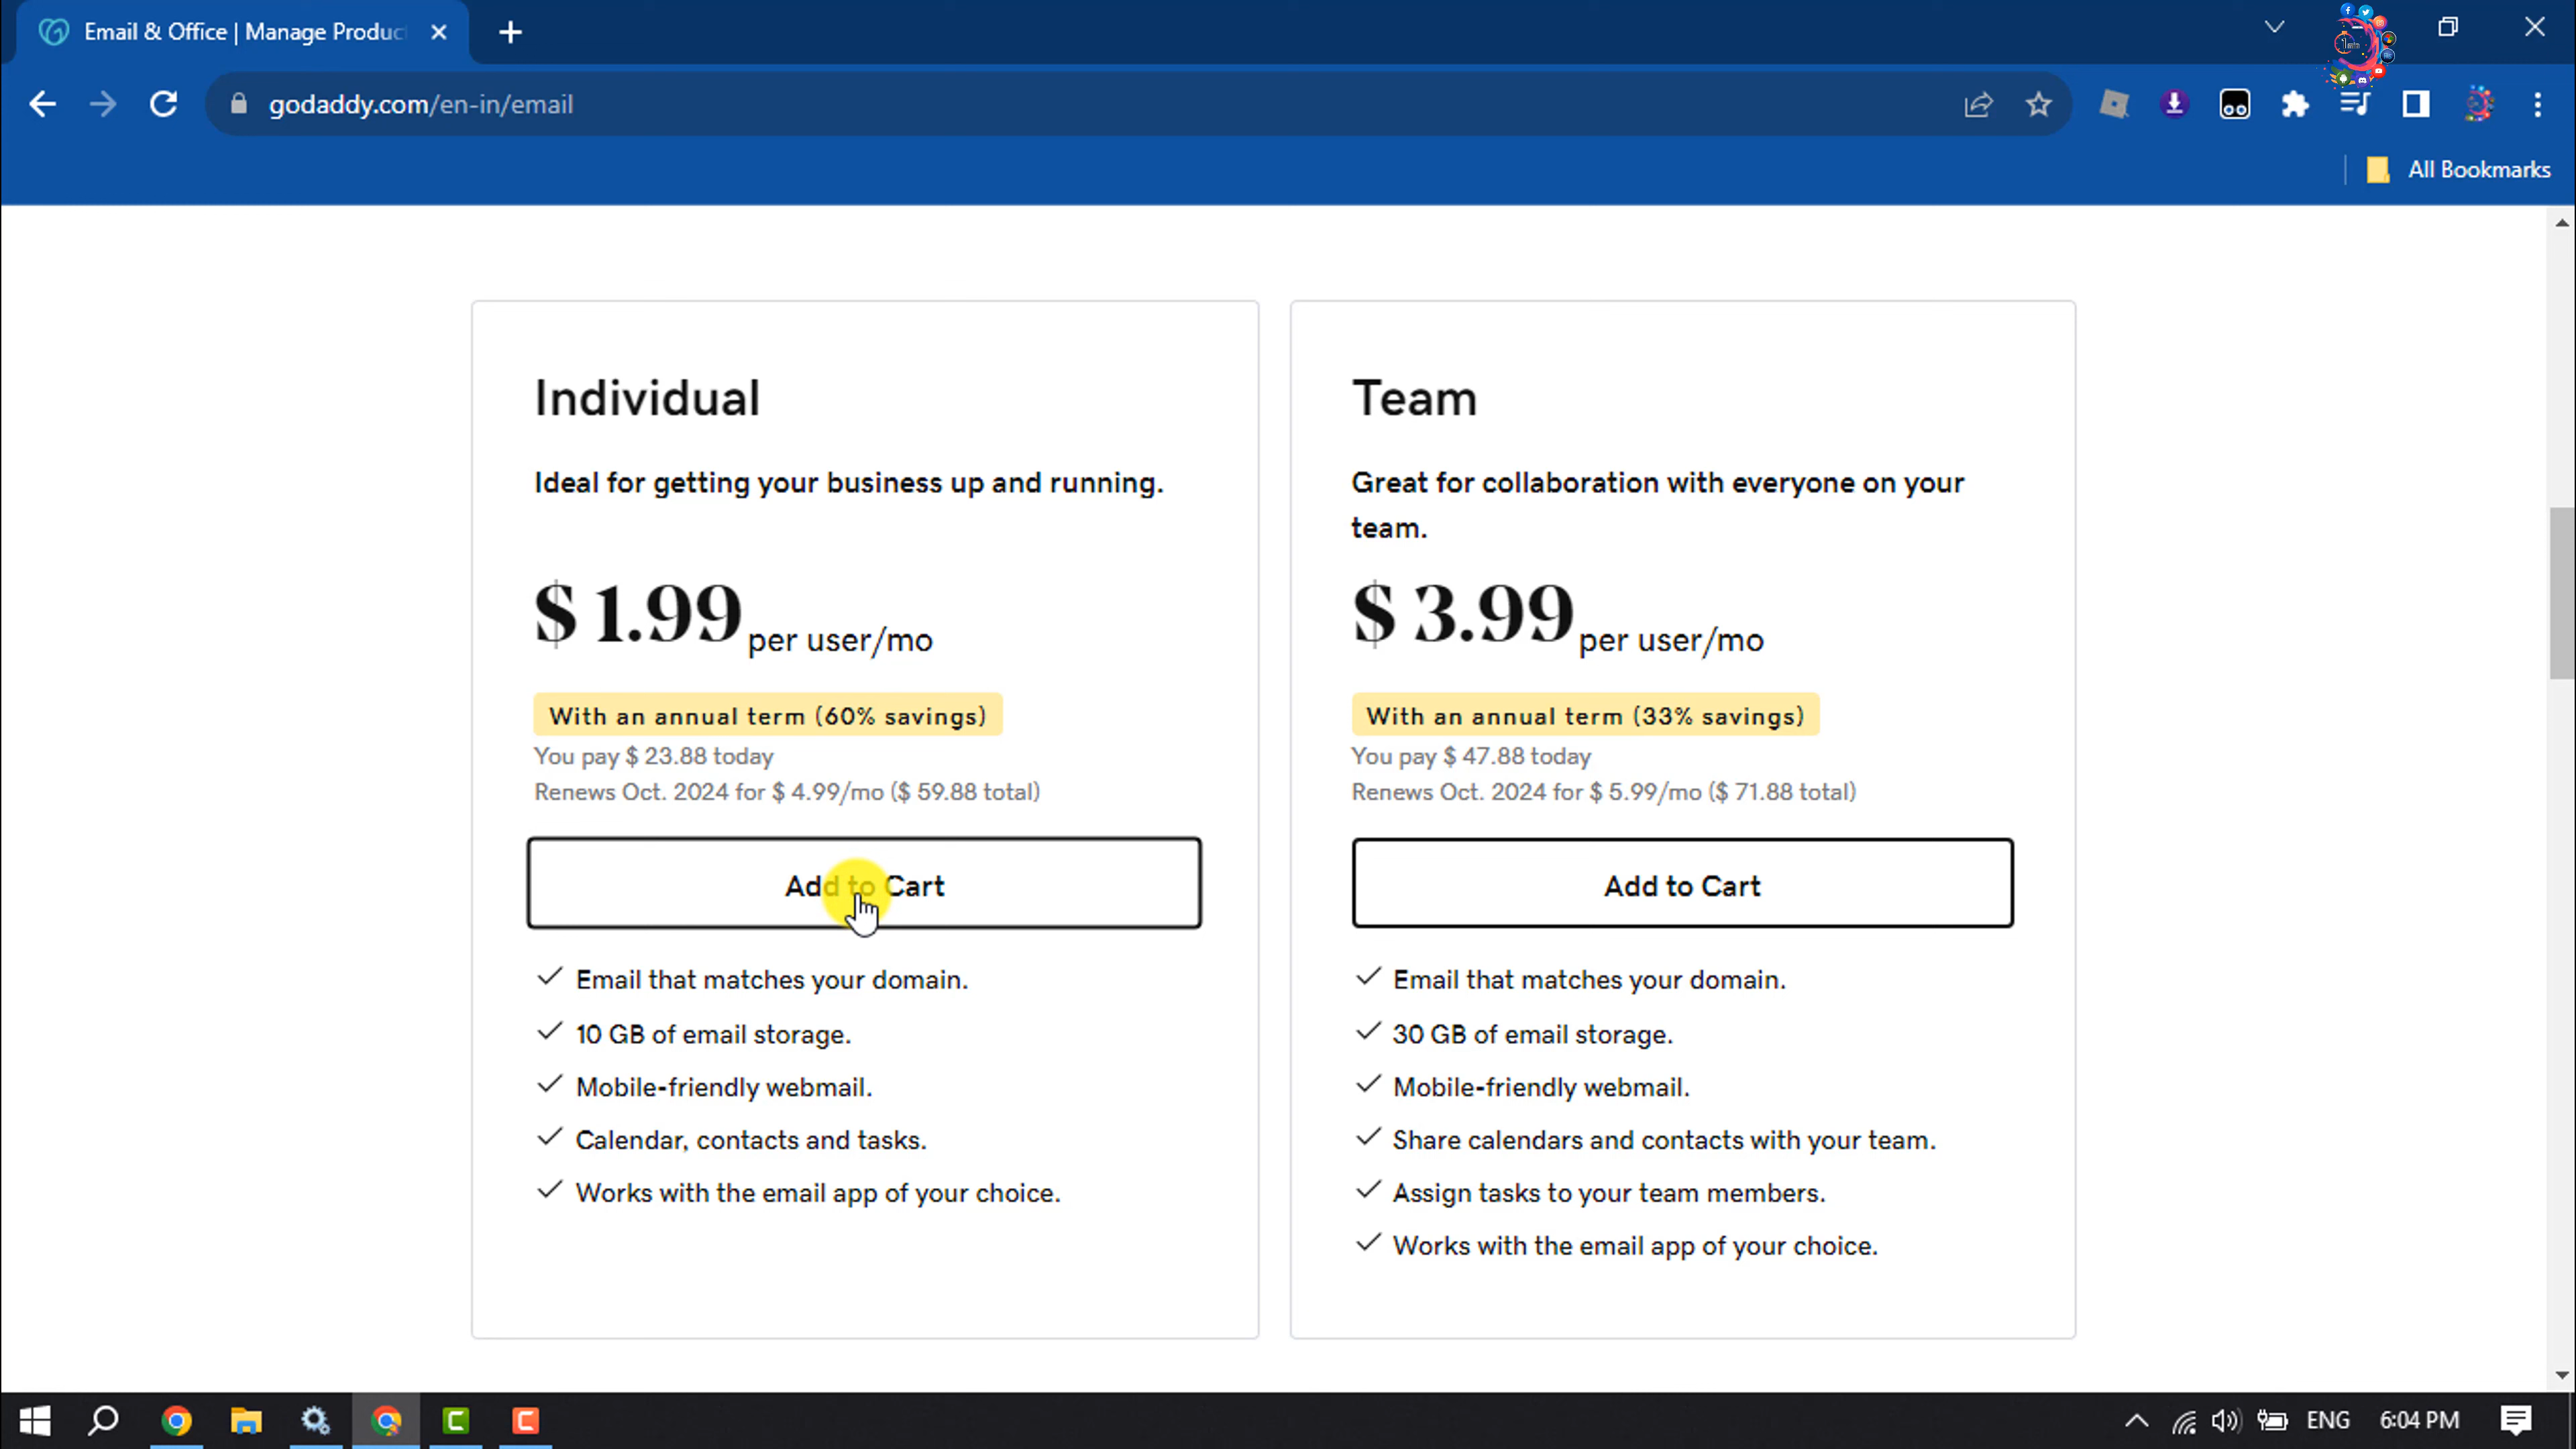 Email & Office | Manage Produc
godaddy.com/en-in/email
All Bookmarks
Individual
Ideal for getting your business up and running.
$ 1.99 per user/mo
With an annual term (60% savings)
You pay $ 23.88 today
Renews Oct. 2024 for $ 4.99/mo ($ 59.88 total)
Add to Cart
Email that matches your domain.
10 GB of email storage.
Mobile-friendly webmail.
Calendar, contacts and tasks.
Works with the email app of your choice.
Team
Great for collaboration with everyone on your
team.
$ 3.99 per user/mo
With an annual term (33% savings)
You pay $ 47.88 today
Renews Oct. 2024 for $ 5.99/mo ($ 71.88 total)
Add to Cart
Email that matches your domain.
30 GB of email storage.
Mobile-friendly webmail.
Share calendars and contacts with your team.
Assign tasks to your team members.
Works with the email app of your choice.
ENG
6:04 PM